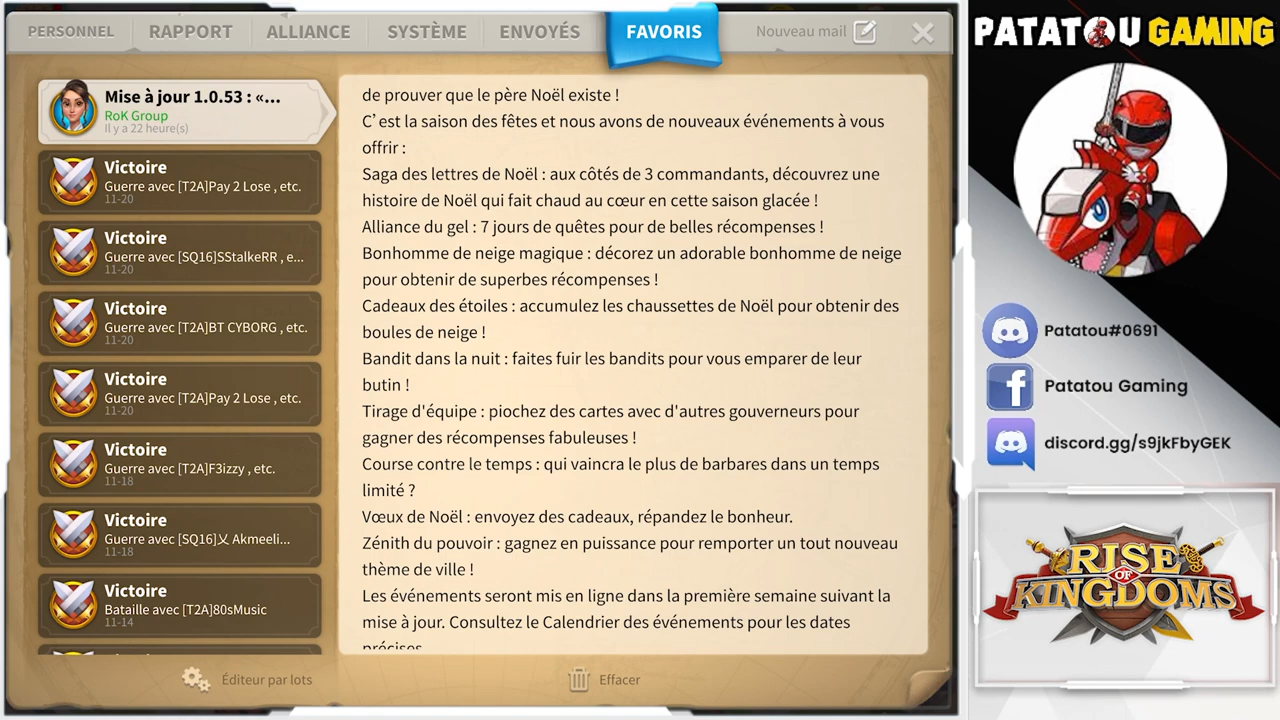 PERSONNEL
RAPPORT
ALLIANCE
SYSTÈME
ENVOYÉS
FAVORIS
Nouveau mail
Mise à jour 1.0.53 : «...
RoK Group
Il y a 22 heure(s)
Victoire
Guerre avec [T2A]Pay 2 Lose , etc.
11-20
Victoire
Guerre avec [SQ16]SStalkeRR , e...
11-20
Victoire
Guerre avec [T2A]BT CYBORG , etc.
11-20
Victoire
Guerre avec [T2A]Pay 2 Lose , etc.
11-20
Victoire
Guerre avec [T2A]F3izzy , etc.
11-18
Victoire
Guerre avec [SQ16]乂 Akmeeli...
11-18
Victoire
Bataille avec [T2A]80sMusic
11-14
de prouver que le père Noël existe !
C’est la saison des fêtes et nous avons de nouveaux événements à vous
offrir :
Saga des lettres de Noël : aux côtés de 3 commandants, découvrez une
histoire de Noël qui fait chaud au cœur en cette saison glacée !
Alliance du gel : 7 jours de quêtes pour de belles récompenses !
Bonhomme de neige magique : décorez un adorable bonhomme de neige
pour obtenir de superbes récompenses !
Cadeaux des étoiles : accumulez les chaussettes de Noël pour obtenir des
boules de neige !
Bandit dans la nuit : faites fuir les bandits pour vous emparer de leur
butin !
Tirage d'équipe : piochez des cartes avec d'autres gouverneurs pour
gagner des récompenses fabuleuses !
Course contre le temps : qui vaincra le plus de barbares dans un temps
limité ?
Vœux de Noël : envoyez des cadeaux, répandez le bonheur.
Zénith du pouvoir : gagnez en puissance pour remporter un tout nouveau
thème de ville !
Les événements seront mis en ligne dans la première semaine suivant la
mise à jour. Consultez le Calendrier des événements pour les dates
précises.
Éditeur par lots
Effacer
PATATOU GAMING
Patatou#0691
Patatou Gaming
discord.gg/s9jkFbyGEK
RISE
OF
KINGDOMS